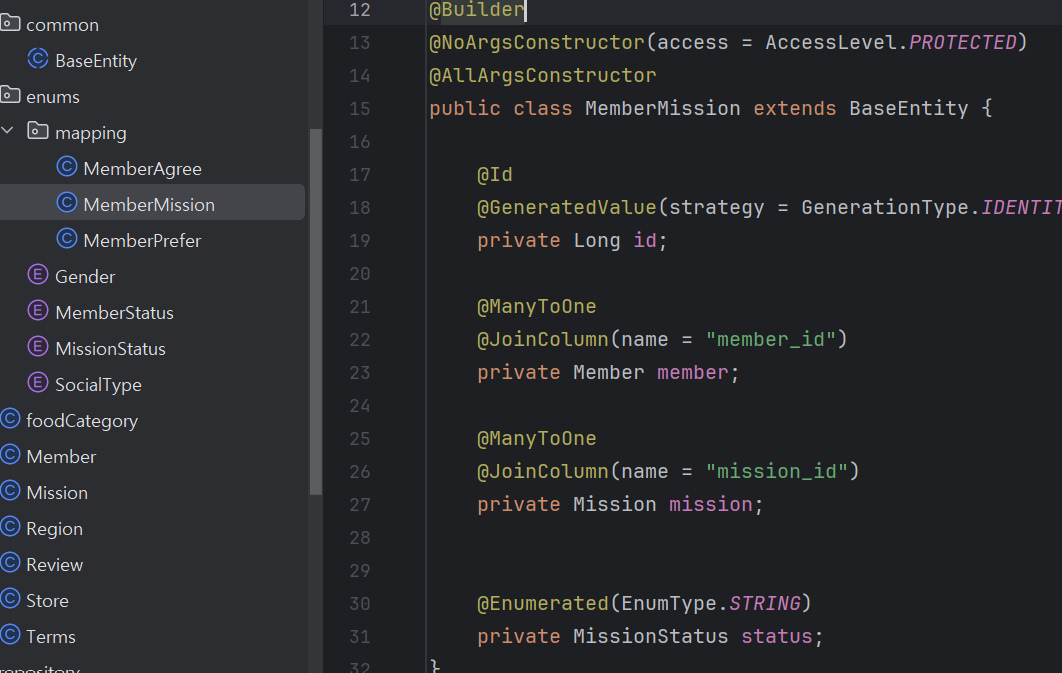 common
BaseEntity
enums
mapping
MemberAgree
MemberMission
MemberPrefer
Gender
MemberStatus
MissionStatus
SocialType
foodCategory
Member
Mission
Region
Review
Store
Terms
repository
12 @Builder
13 @NoArgsConstructor(access = AccessLevel.PROTECTED)
14 @AllArgsConstructor
15 public class MemberMission extends BaseEntity {
16
17 @Id
18 @GeneratedValue(strategy = GenerationType.IDENTIT
19 private Long id;
20
21 @ManyToOne
22 @JoinColumn(name = "member_id")
23 private Member member;
24
25 @ManyToOne
26 @JoinColumn(name = "mission_id")
27 private Mission mission;
28
29
30 @Enumerated(EnumType.STRING)
31 private MissionStatus status;
32 }